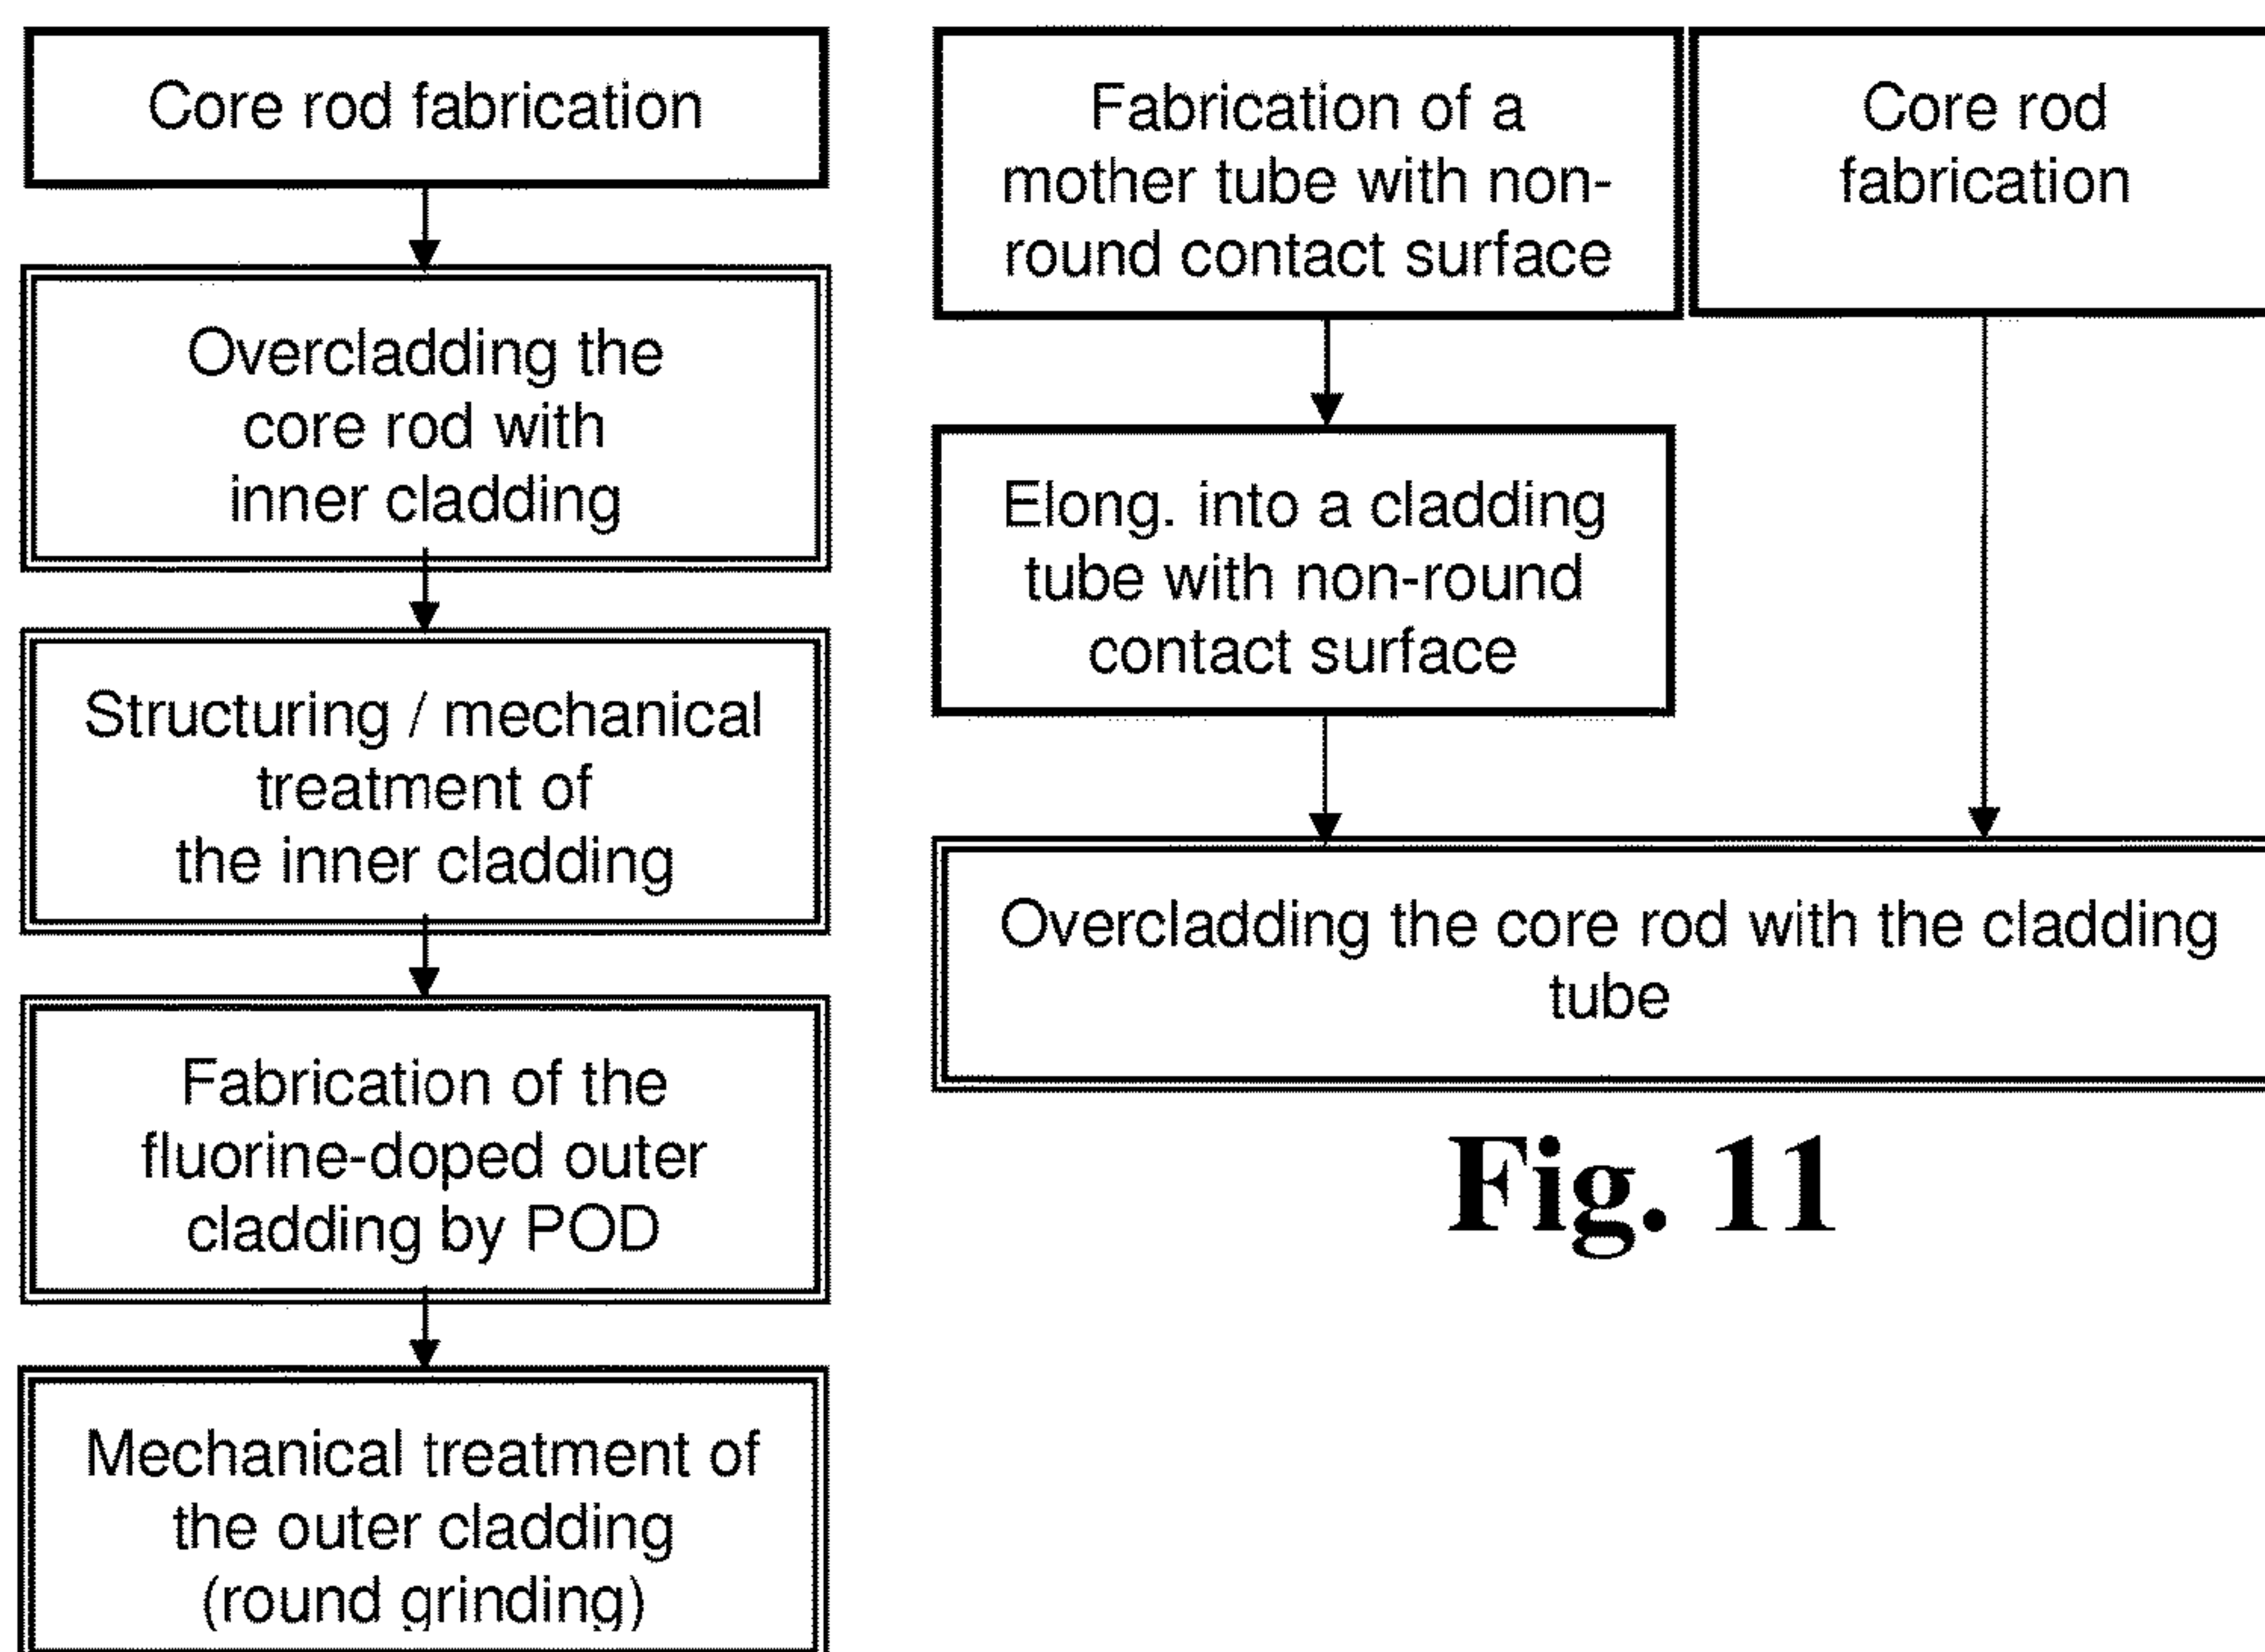 Core rod fabrication
Overcladding the
core rod with
inner cladding
Structuring / mechanical
treatment of
the inner cladding
Fabrication of the
fluorine-doped outer
cladding by POD
Mechanical treatment of
the outer cladding
(round grinding)
Fabrication of a
mother tube with non-
round contact surface
Core rod
fabrication
Elong. into a cladding
tube with non-round
contact surface
Overcladding the core rod with the cladding
tube
Fig. 11